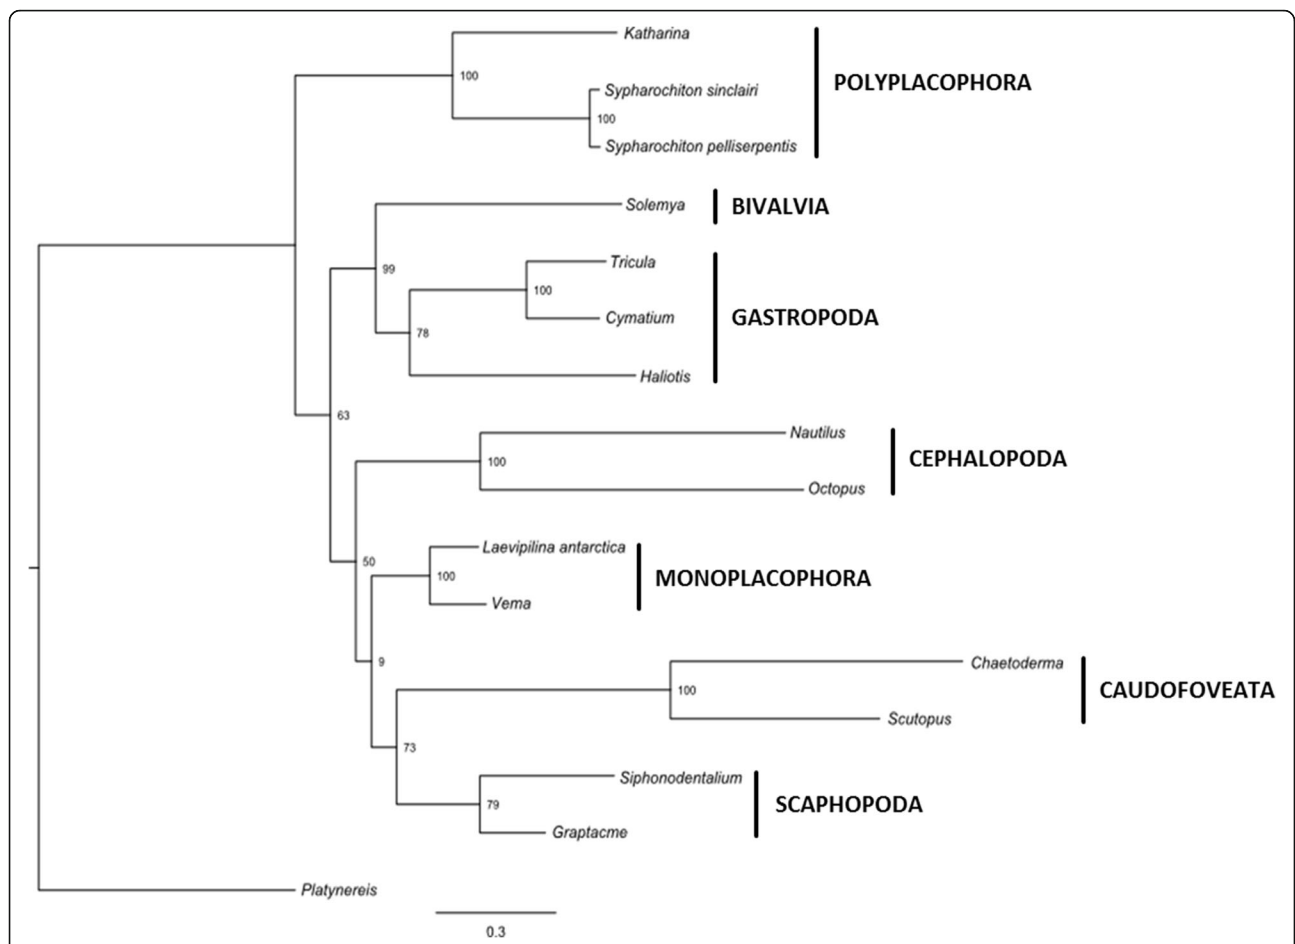 Katharina
100
POLYPLACOPHORA
Sypharochiton sinclairi
100
Sypharochiton pelliserpentis
Solemya
BIVALVIA
99
Tricula
100
Cymatium
GASTROPODA
78
Haliotis
63
Nautilus
100
CEPHALOPODA
Octopus
50
Laevipilina antarctica
100
MONOPLACOPHORA
Vema
9
Chaetoderma
100
CAUDOFOVEATA
Scutopus
73
Siphonodentalium
79
SCAPHOPODA
Graptacme
Platynereis
0.3